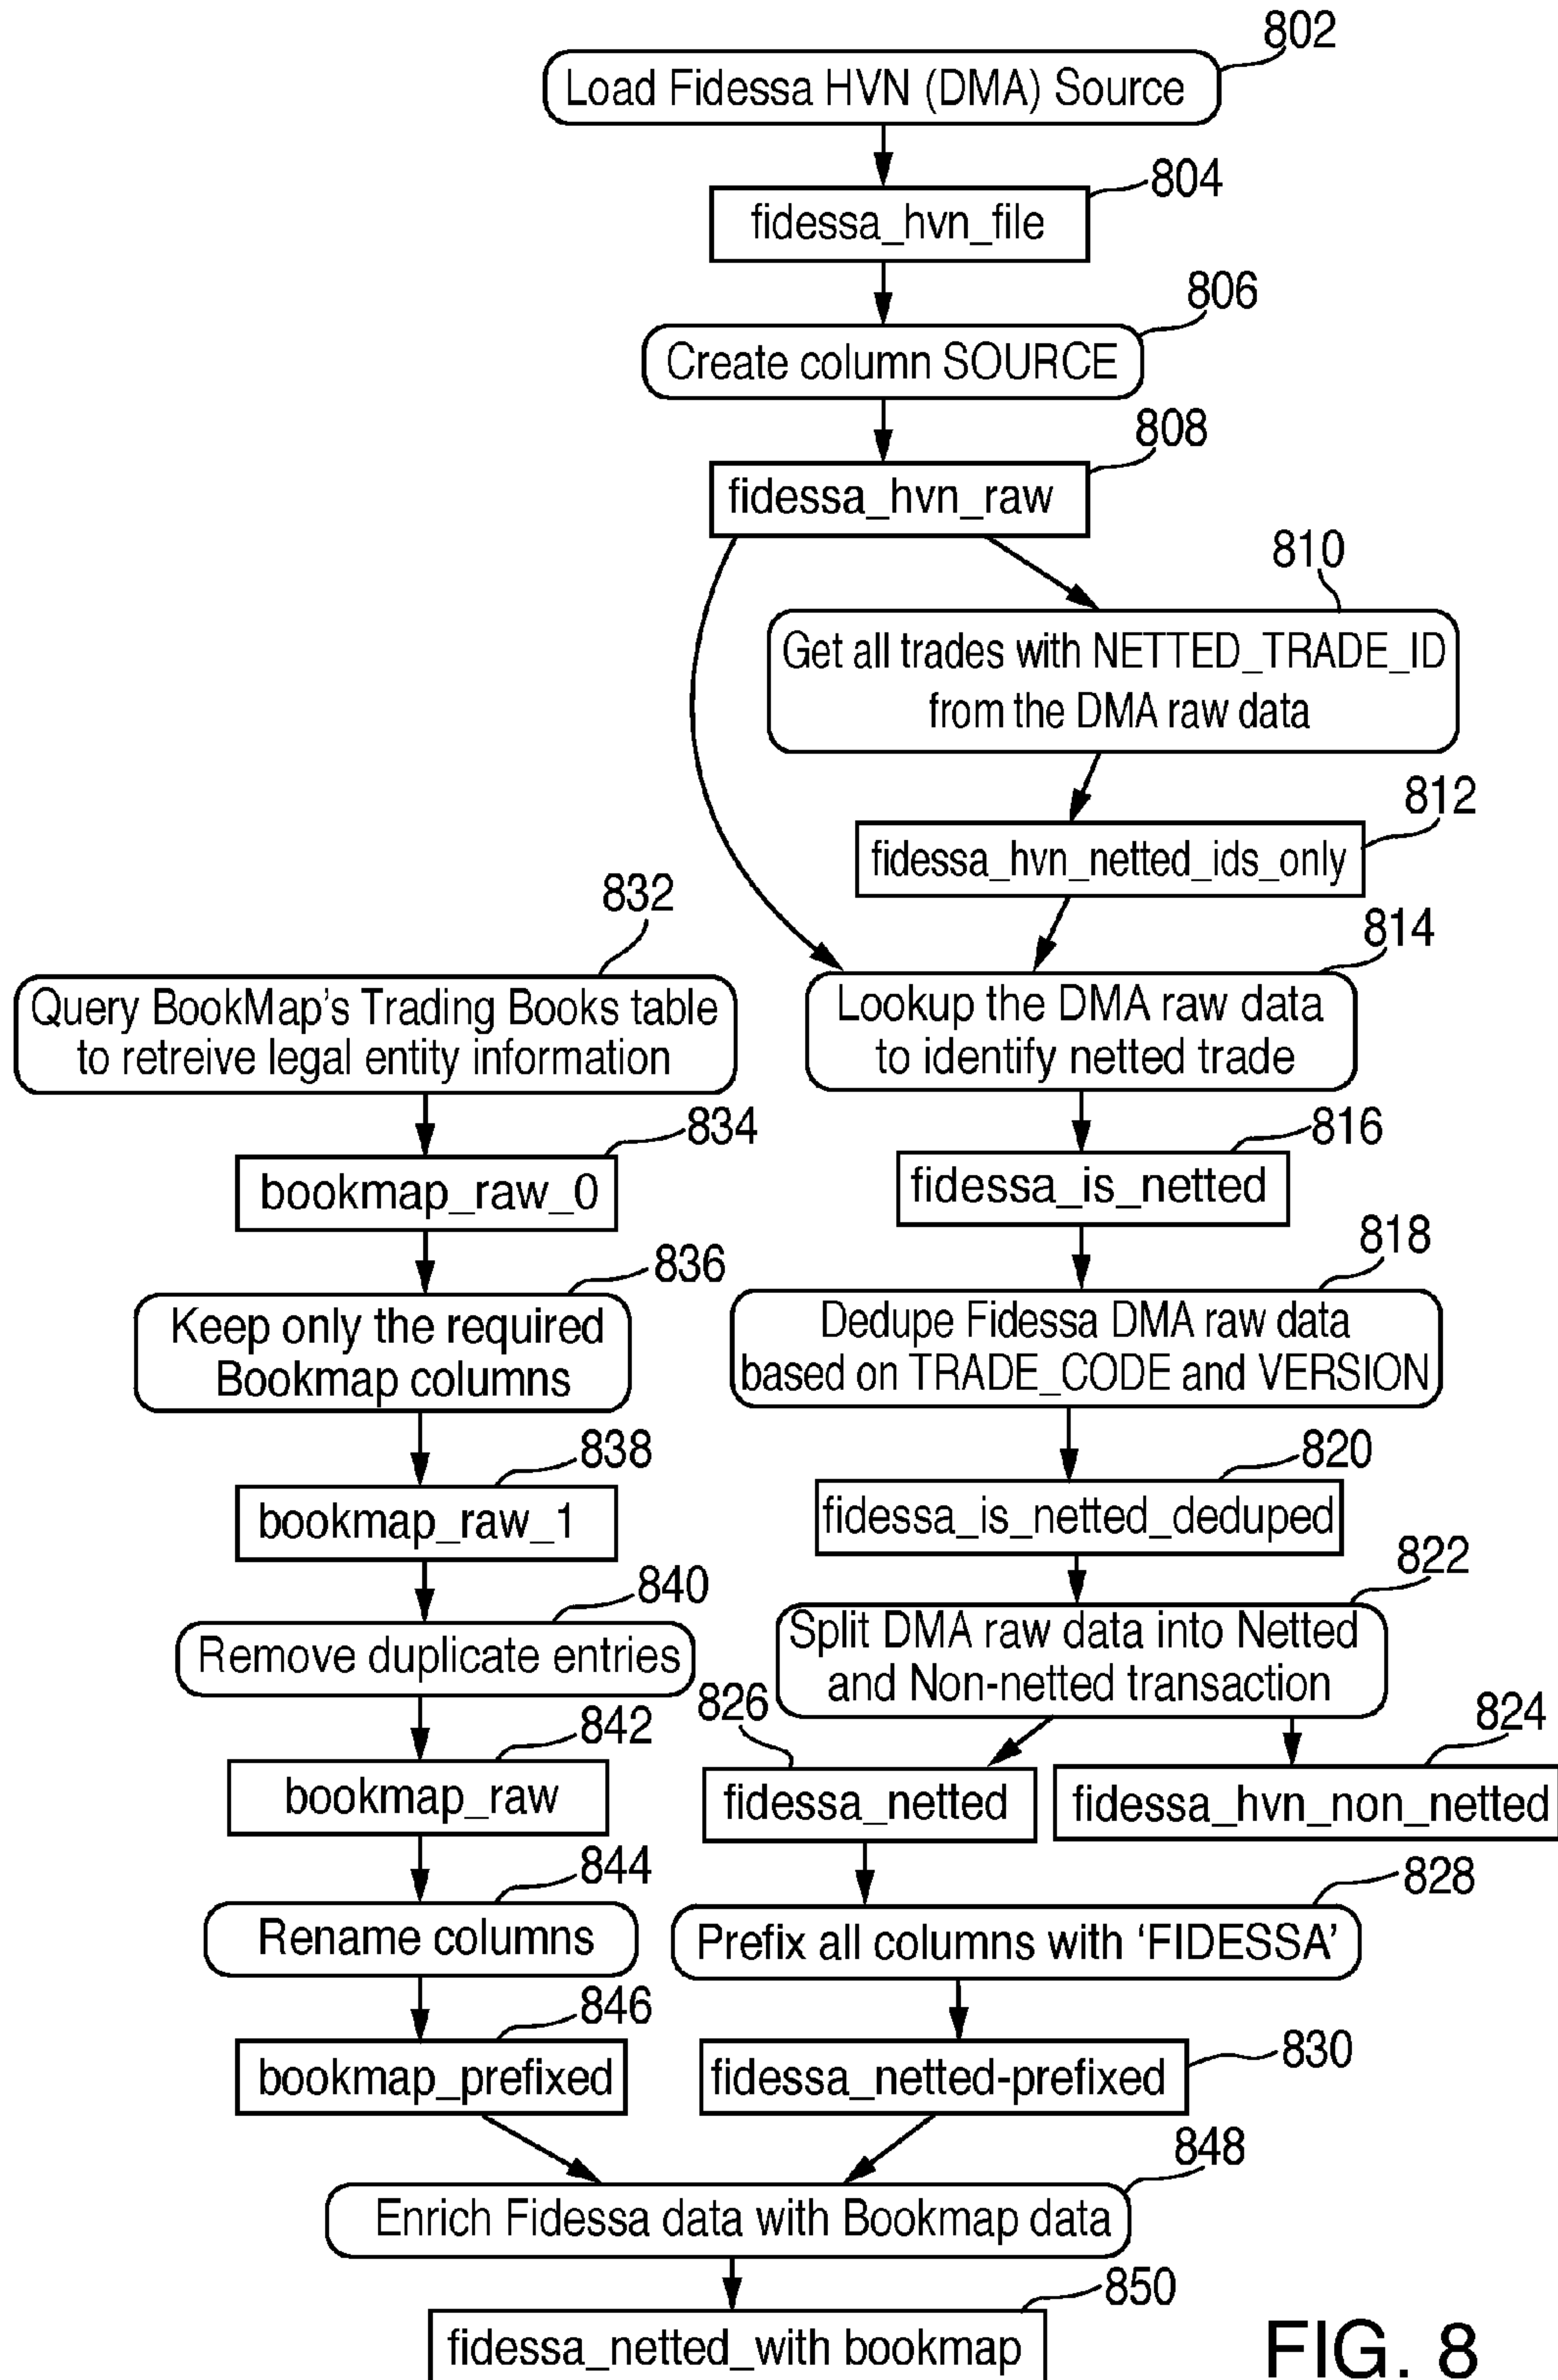 802
Load Fidessa HVN (DMA) Source
804
fidessa_hvn_file
806
Create column SOURCE
808
fidessa_hvn_raw
810
Get all trades with NETTED_TRADE_ID
from the DMA raw data
812
fidessa_hvn_netted_ids_only
814
Lookup the DMA raw data
to identify netted trade
816
fidessa_is_netted
818
Dedupe Fidessa DMA raw data
based on TRADE_CODE and VERSION
820
fidessa_is_netted_deduped
822
Split DMA raw data into Netted
and Non-netted transaction
826
fidessa_netted
824
fidessa_hvn_non_netted
828
Prefix all columns with ‘FIDESSA’
830
fidessa_netted-prefixed
832
Query BookMap's Trading Books table
to retreive legal entity information
834
bookmap_raw_0
836
Keep only the required
Bookmap columns
838
bookmap_raw_1
840
Remove duplicate entries
842
bookmap_raw
844
Rename columns
846
bookmap_prefixed
848
Enrich Fidessa data with Bookmap data
850
fidessa_netted_with bookmap
FIG. 8